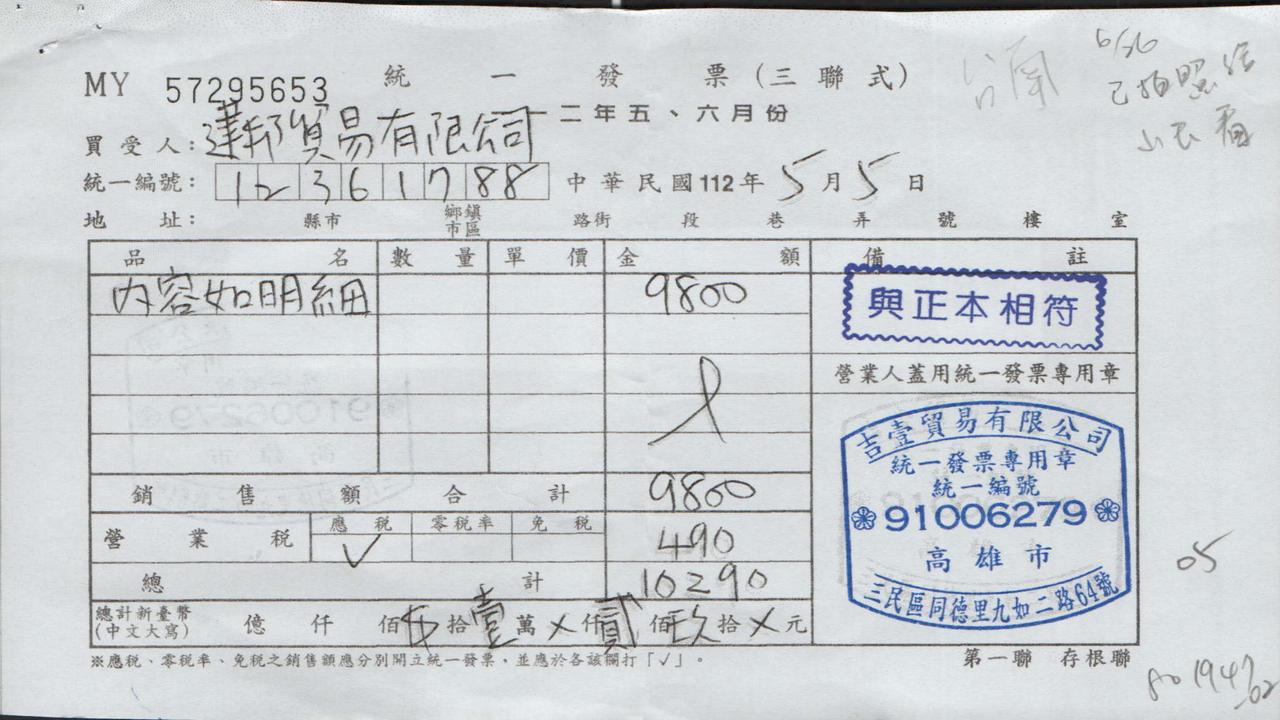 MY 57295653 統一發票(三聯式)
一二年五、六月份
買受人:達邦貿易有限公司
統一編號: 12361788 中華民國112年5月5日
地址: 縣市 鄉鎮市區 路街 段 巷 弄 號 樓 室
品名 數量 單價 金額 備註
內容如明細 9800
與正本相符
營業人蓋用統一發票專用章
銷售額合計 9800
營業稅 應稅 零稅率 免稅
✓ 490
總計 10290
總計新臺幣
(中文大寫) 億 仟 佰 拾壹萬X仟貳佰玖拾X元
※應稅、零稅率、免稅之銷售額應分別開立統一發票,並應於各該欄打「✓」。
第一聯 存根聯
吉壹貿易有限公司
統一發票專用章
統一編號
91006279
高雄市
三民區同德里九如二路64號
已拍照給
05